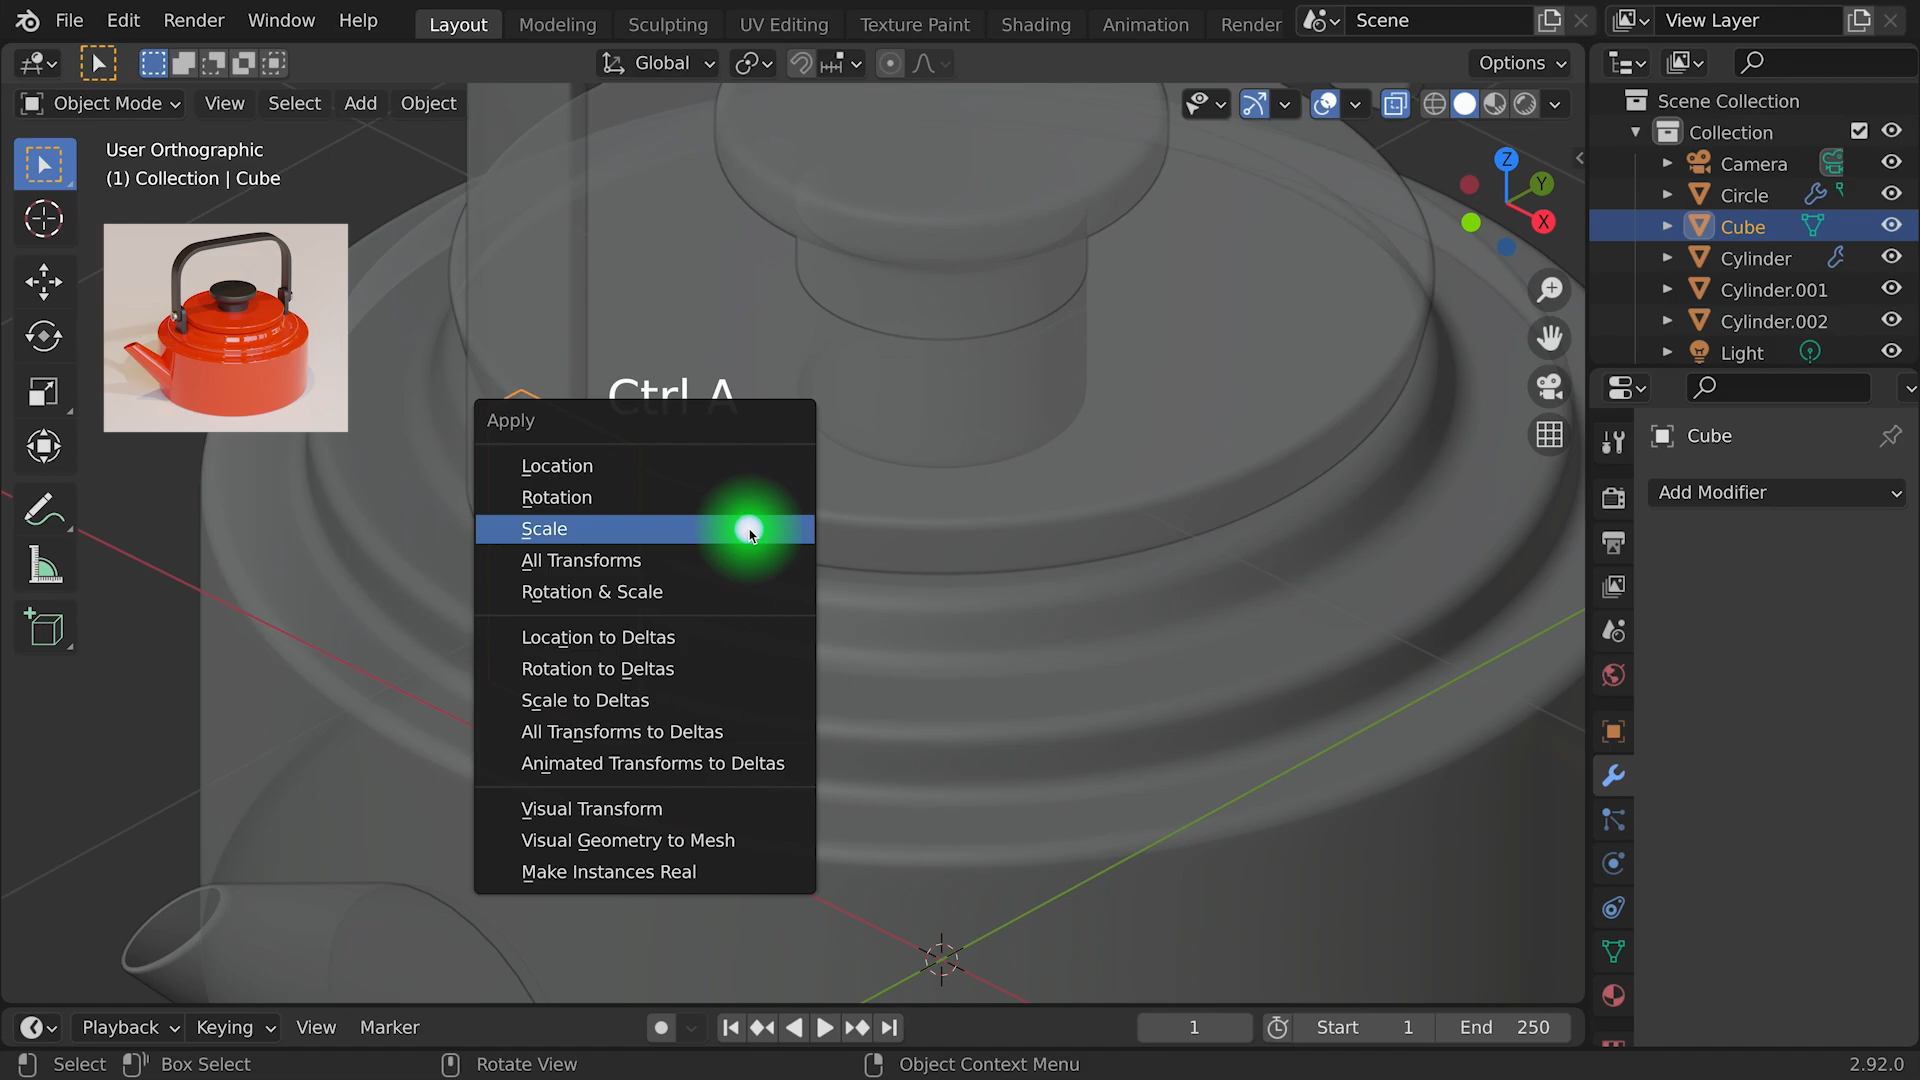 File Edit Render Window Help
Layout Modeling Sculpting UV Editing Texture Paint Shading Animation Render
Scene
View Layer
Global
Options
Object Mode View Select Add Object
User Orthographic
(1) Collection | Cube
Z
Y
X
Ctrl A
Apply
Location
Rotation
Scale
All Transforms
Rotation & Scale
Location to Deltas
Rotation to Deltas
Scale to Deltas
All Transforms to Deltas
Animated Transforms to Deltas
Visual Transform
Visual Geometry to Mesh
Make Instances Real
Scene Collection
Collection
Camera
Circle
Cube
Cylinder
Cylinder.001
Cylinder.002
Light
Cube
Add Modifier
Playback Keying View Marker
1
Start 1
End 250
Select Box Select Rotate View Object Context Menu
2.92.0